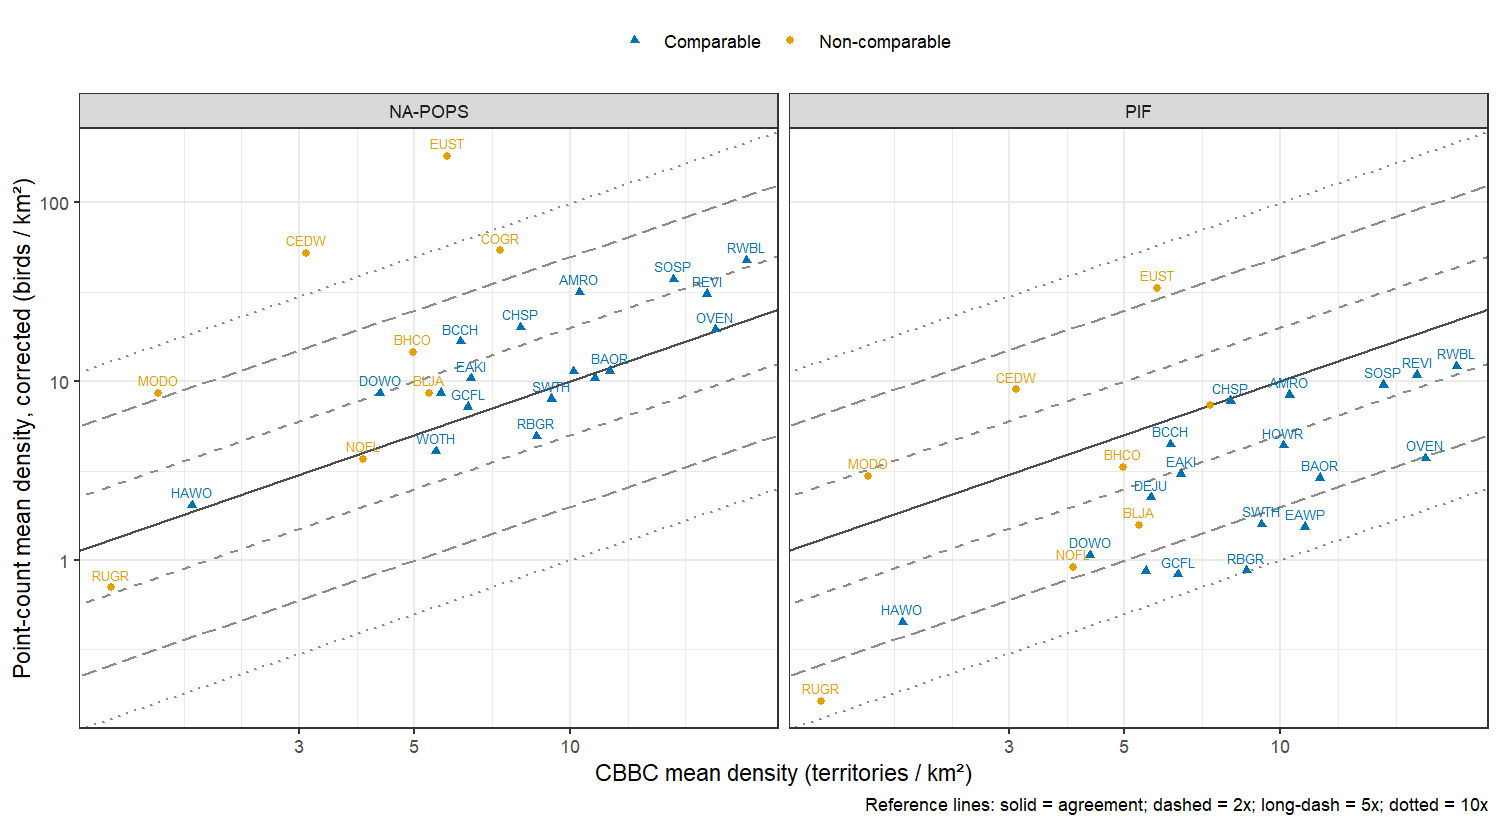 Comparable Non-comparable
NA-POPS PIF
Point-count mean density, corrected (birds / km²)
100
10
1
EUST
CEDW
COGR
RWBL
SOSP
REVI
AMRO
CHSP
OVEN
BCCH
BHCO
BAOR
EAKI
MODO
DOWO
BLJA
SWTH
GCFL
RBGR
WOTH
NOFL
HAWO
RUGR
EUST
CEDW
RWBL
REVI
SOSP
AMRO
CHSP
BCCH
HOWR
OVEN
BHCO
EAKI
MODO
BAOR
DEJU
BLJA
SWTH
EAWP
DOWO
NOFL
GCFL
RBGR
HAWO
RUGR
3 5 10 3 5 10
CBBC mean density (territories / km²)
Reference lines: solid = agreement; dashed = 2x; long-dash = 5x; dotted = 10x